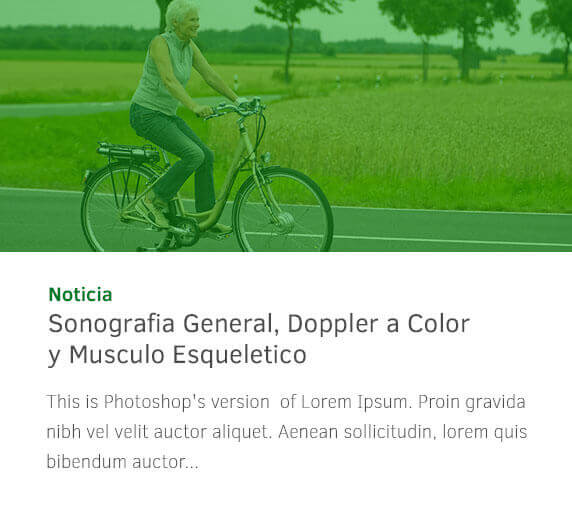 Noticia
Sonografia General, Doppler a Color
y Musculo Esqueletico
This is Photoshop's version  of Lorem Ipsum. Proin gravida
nibh vel velit auctor aliquet. Aenean sollicitudin, lorem quis
bibendum auctor...